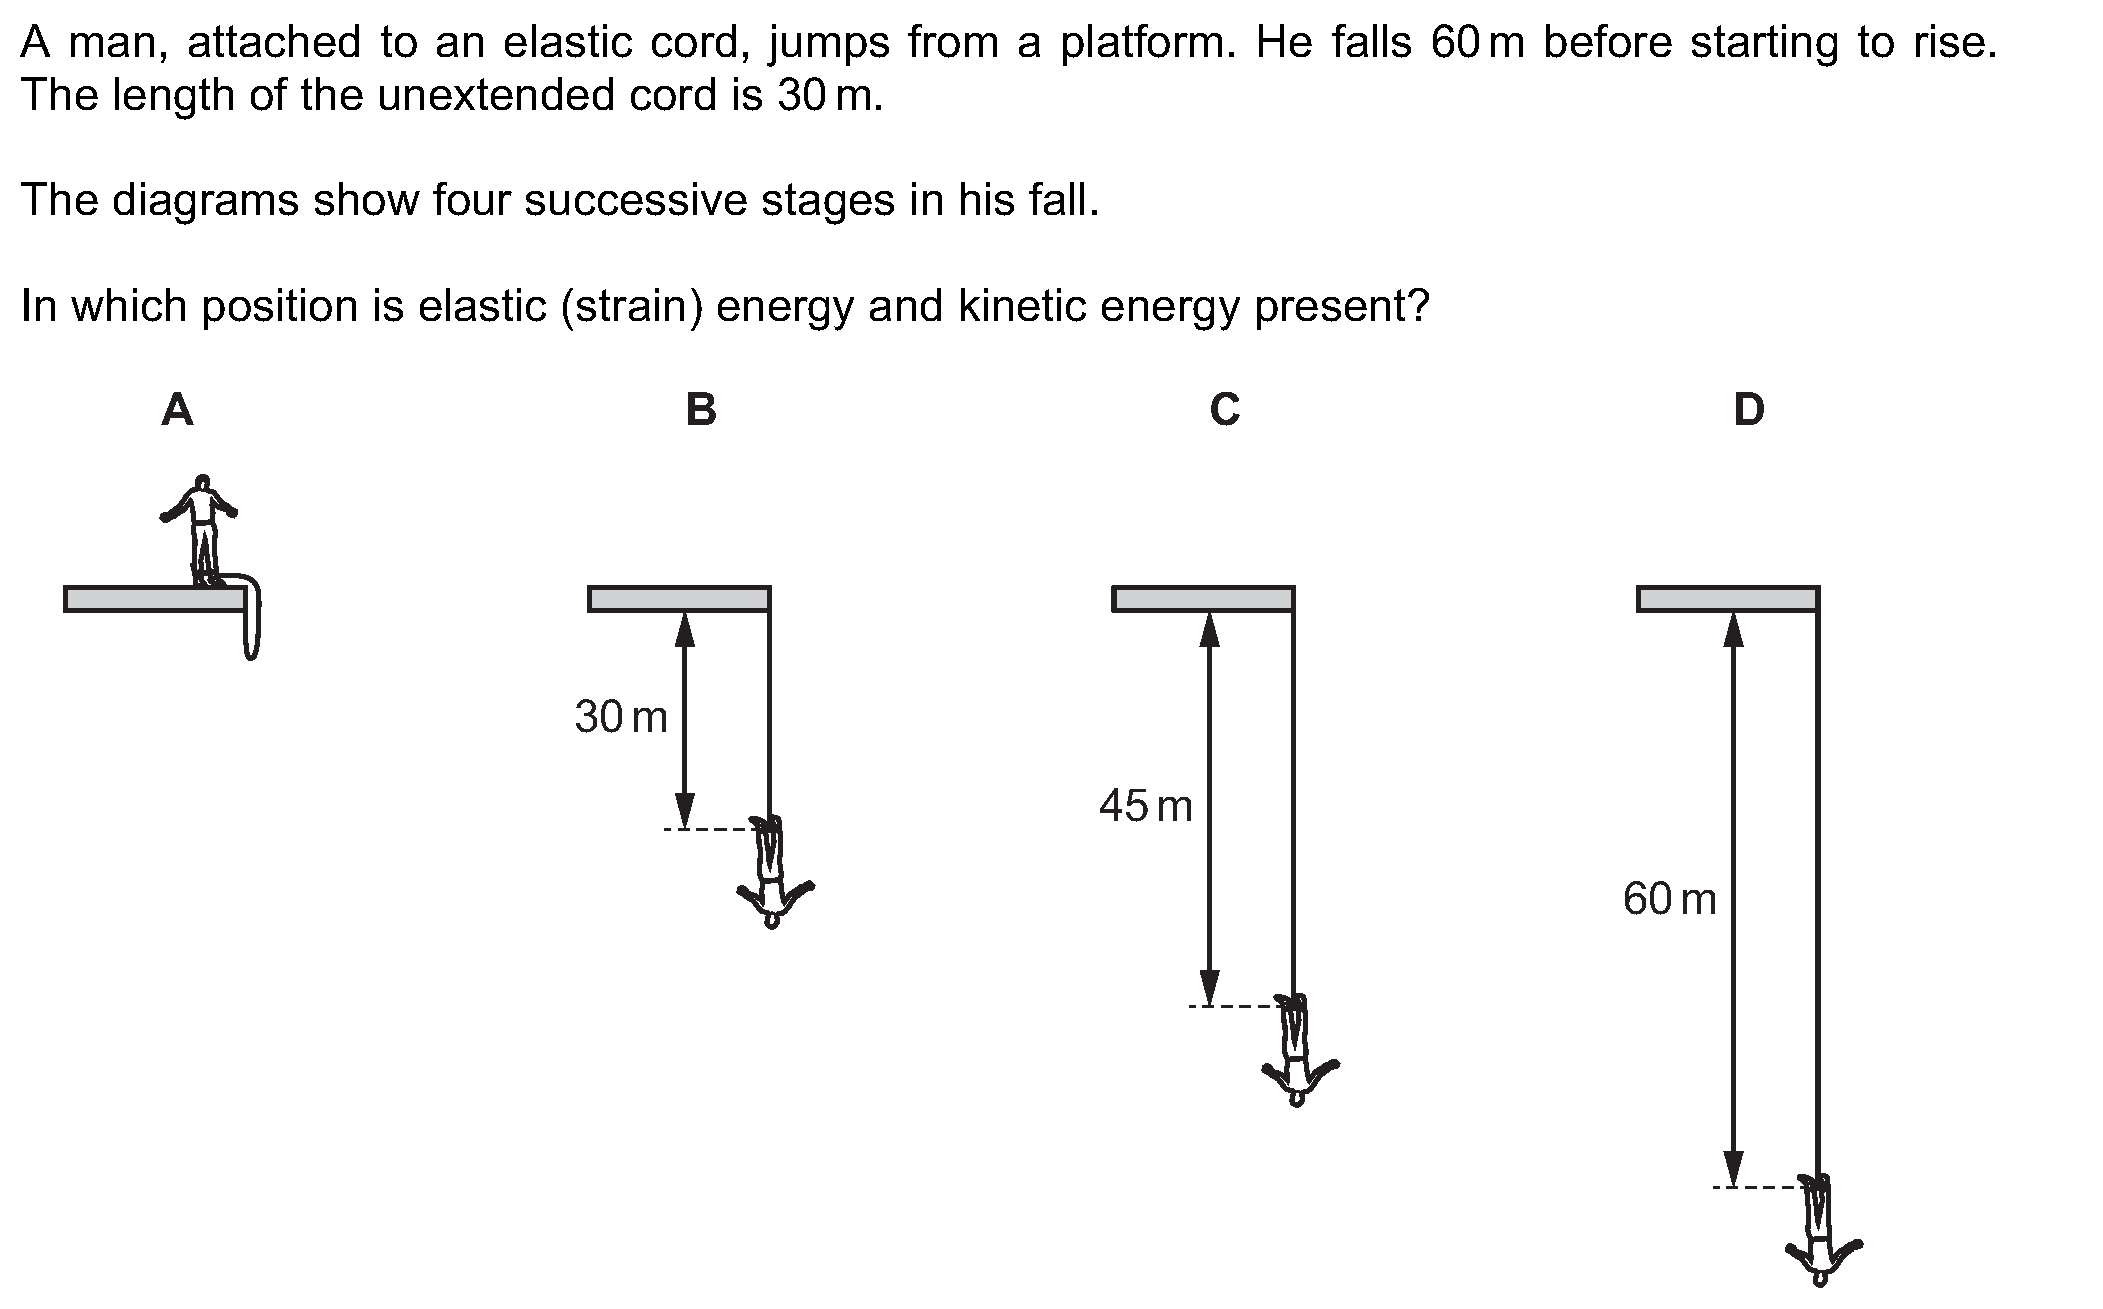 A man, attached to an elastic cord, jumps from a platform. He falls 60 m before starting to rise.
The length of the unextended cord is 30 m.
The diagrams show four successive stages in his fall.
In which position is elastic (strain) energy and kinetic energy present?
A B C D
30 m
45 m
60 m